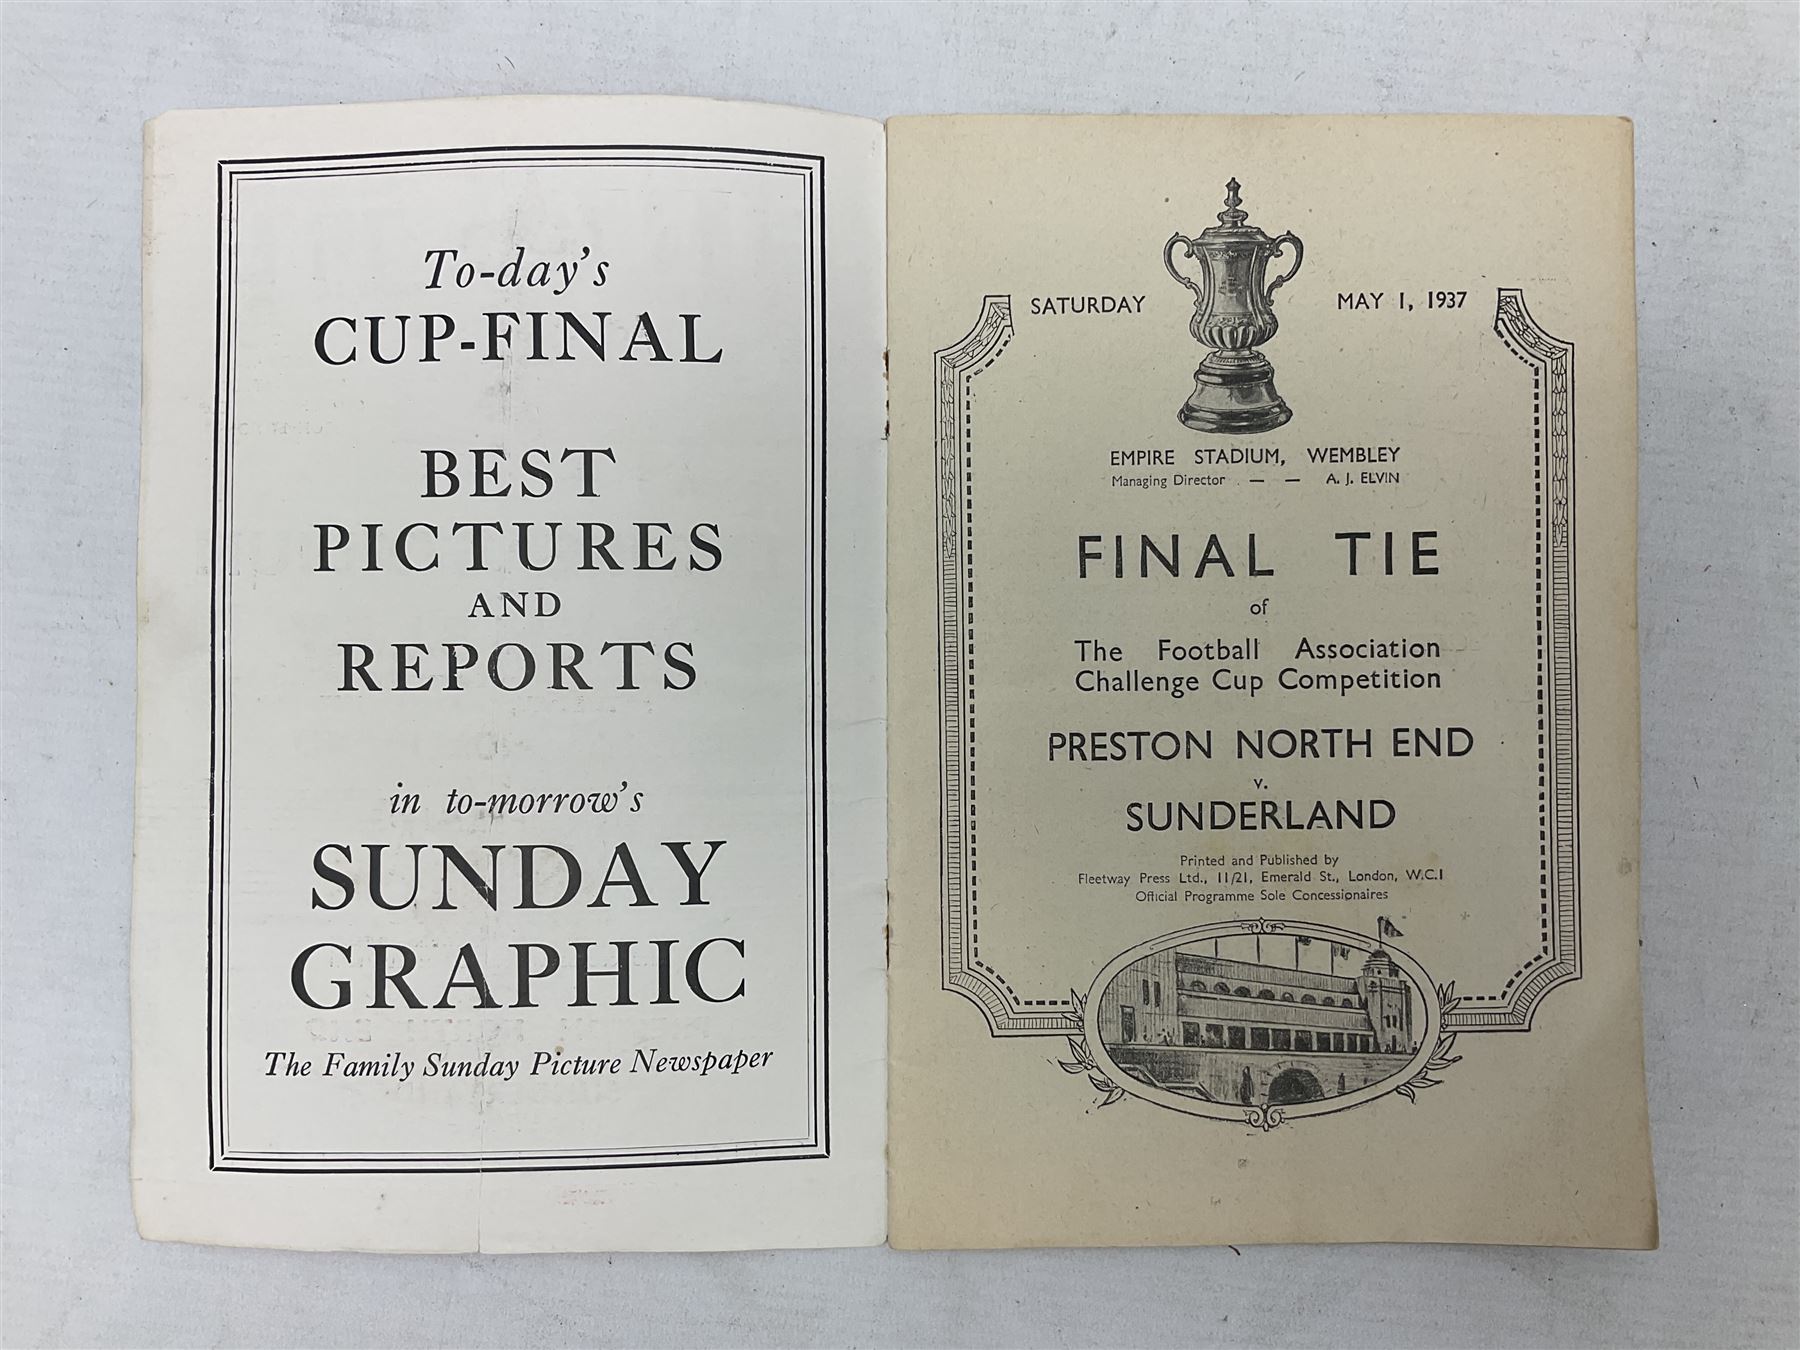 To-day's
CUP-FINAL
BEST
PICTURES
AND
REPORTS
in to-morrow's
SUNDAY
GRAPHIC
The Family Sunday Picture Newspaper
SATURDAY MAY 1, 1937
EMPIRE STADIUM, WEMBLEY
Managing Director — — A. J. ELVIN
FINAL TIE
of
The Football Association
Challenge Cup Competition
PRESTON NORTH END
v.
SUNDERLAND
Printed and Published by
Fleetway Press Ltd., 11/21, Emerald St., London, W.C.1
Official Programme Sole Concessionaires